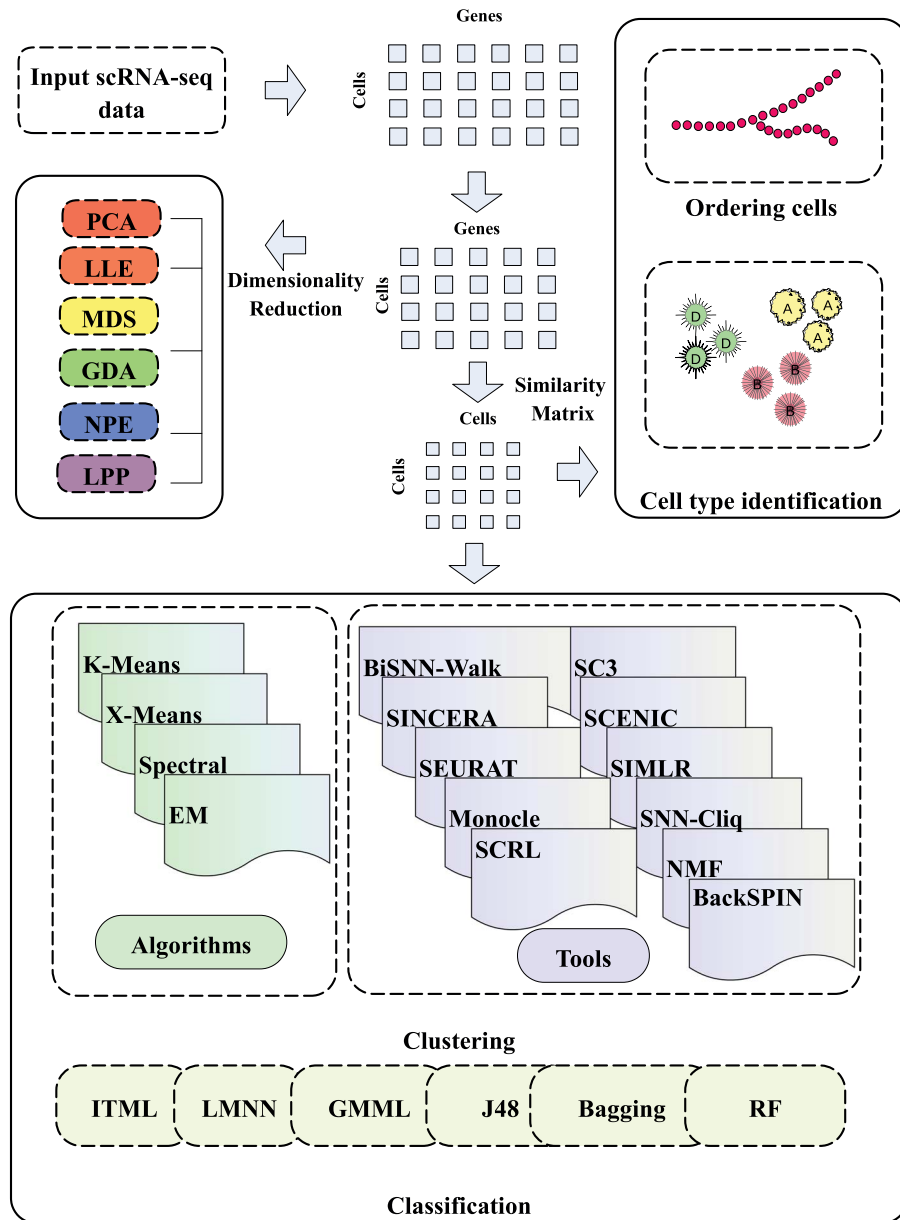 Genes
Input scRNA-seq
data
Cells
Ordering cells
PCA
LLE
MDS
GDA
NPE
LPP
Dimensionality
Reduction
Genes
Cells
D
D
D
A
A
A
B
B
B
Similarity
Matrix
Cells
Cells
Cell type identification
K-Means
X-Means
Spectral
EM
Algorithms
BiSNN-Walk
SINCERA
SEURAT
Monocle
SCRL
SC3
SCENIC
SIMLR
SNN-Cliq
NMF
BackSPIN
Tools
Clustering
ITML
LMNN
GMML
J48
Bagging
RF
Classification